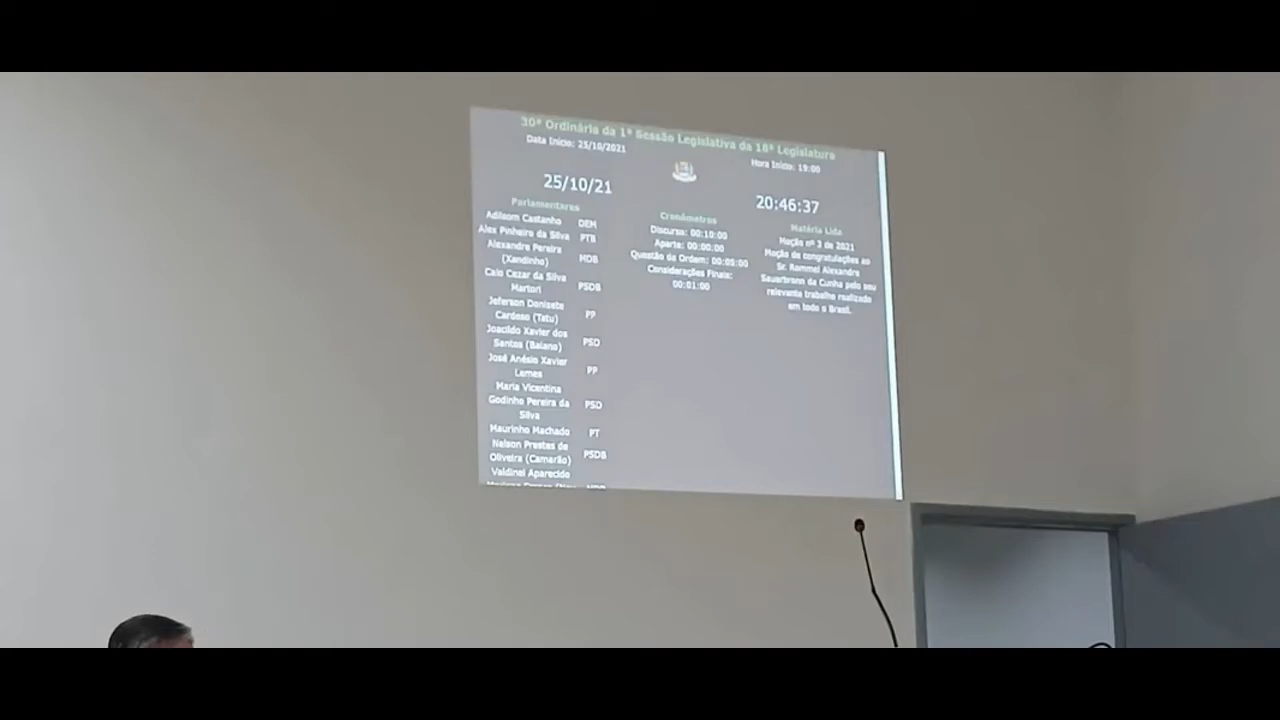 30ª Ordinária da 1ª Sessão Legislativa da 18ª Legislatura
Data Início: 25/10/2021
Hora Início: 19:00
25/10/21
20:46:37
Parlamentares
Adilsom Castanho DEM
Alex Pinheiro da Silva PTB
Alexandre Pereira
(Xandinho) MDB
Caio Cezar da Silva
Martori PSDB
Jeferson Donisete
Cardoso (Tatu) PP
Joacildo Xavier dos
Santos (Baiano) PSD
José Anésio Xavier
Lemes PP
Maria Vicentina
Godinho Pereira da
Silva PSD
Maurinho Machado PT
Nelson Prestes de
Oliveira (Camarão) PSDB
Valdinei Aparecido
Cronômetros
Discurso: 00:10:00
Aparte: 00:00:00
Questão da Ordem: 00:05:00
Considerações Finais:
00:01:00
Matéria Lida
Moção nº 3 de 2021
Moção de congratulações ao
Sr. Rammel Alexandre
Sauerbronn da Cunha pelo seu
relevante trabalho realizado
em todo o Brasil.